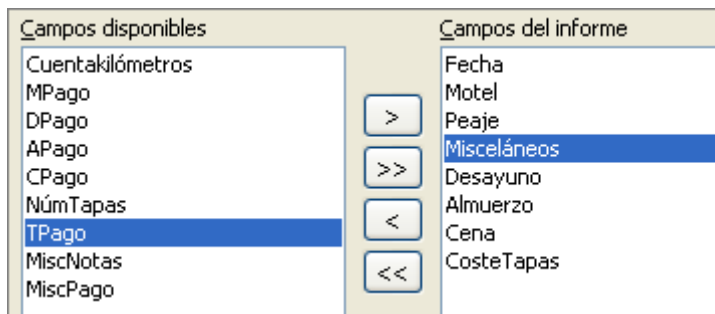 Campos disponibles
Cuentakilómetros
MPago
DPago
APago
CPago
NúmTapas
TPago
MiscNotas
MiscPago
>
>>
<
<<
Campos del informe
Fecha
Motel
Peaje
Misceláneos
Desayuno
Almuerzo
Cena
CosteTapas